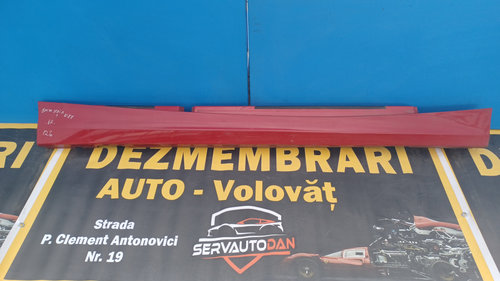 DEZMEMBRARI
AUTO - Volovăț
Strada
P. Clement Antonovici
Nr. 19
SERVAUTODAN